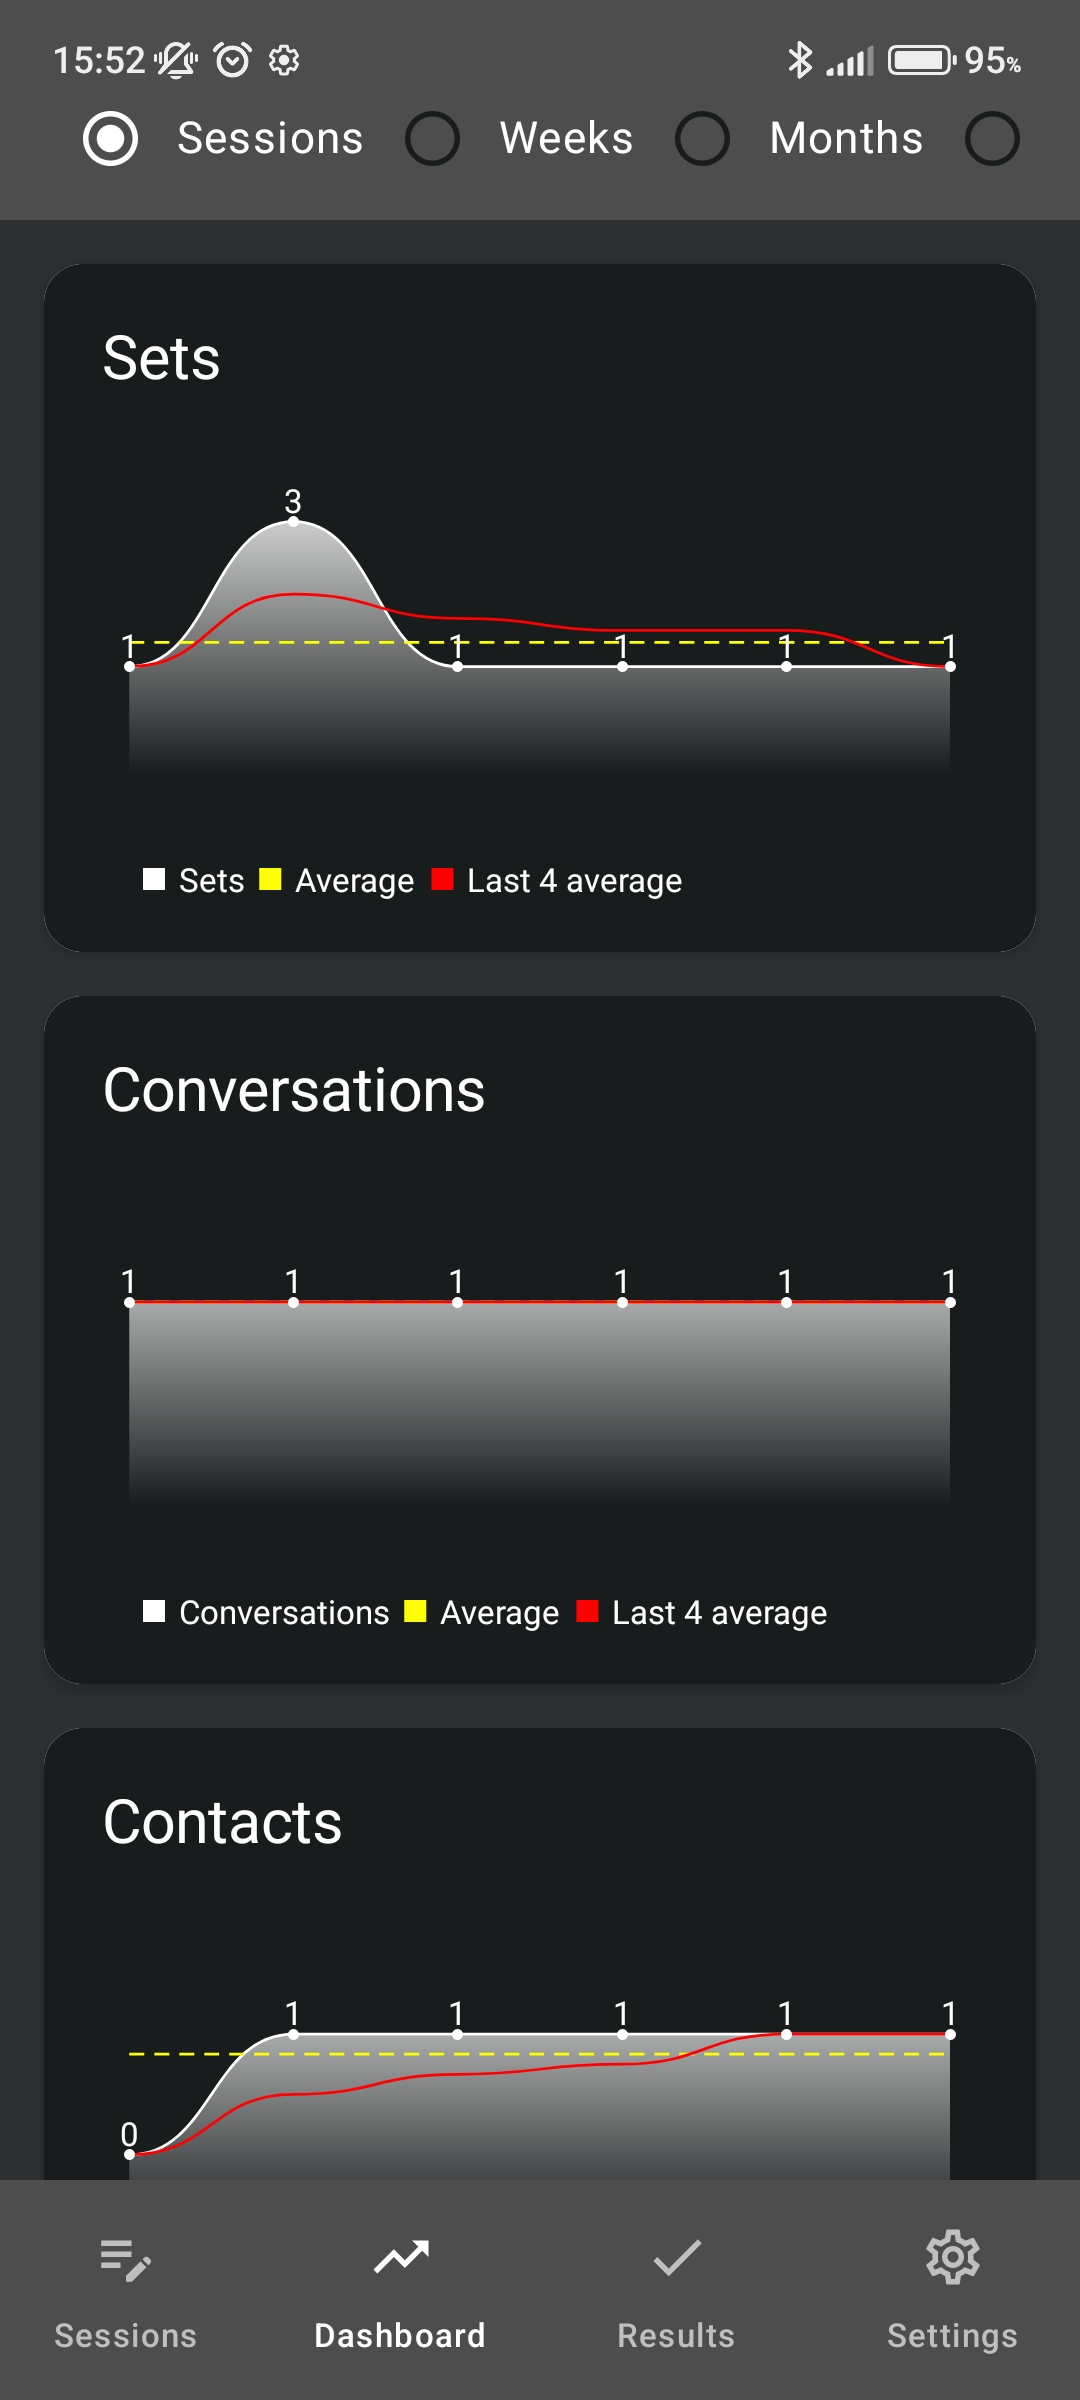 15:52 95%
Sessions Weeks Months
Sets
3
1 1 1 1 1
Sets Average Last 4 average
Conversations
1 1 1 1 1 1
Conversations Average Last 4 average
Contacts
1 1 1 1 1
0
Sessions Dashboard Results Settings